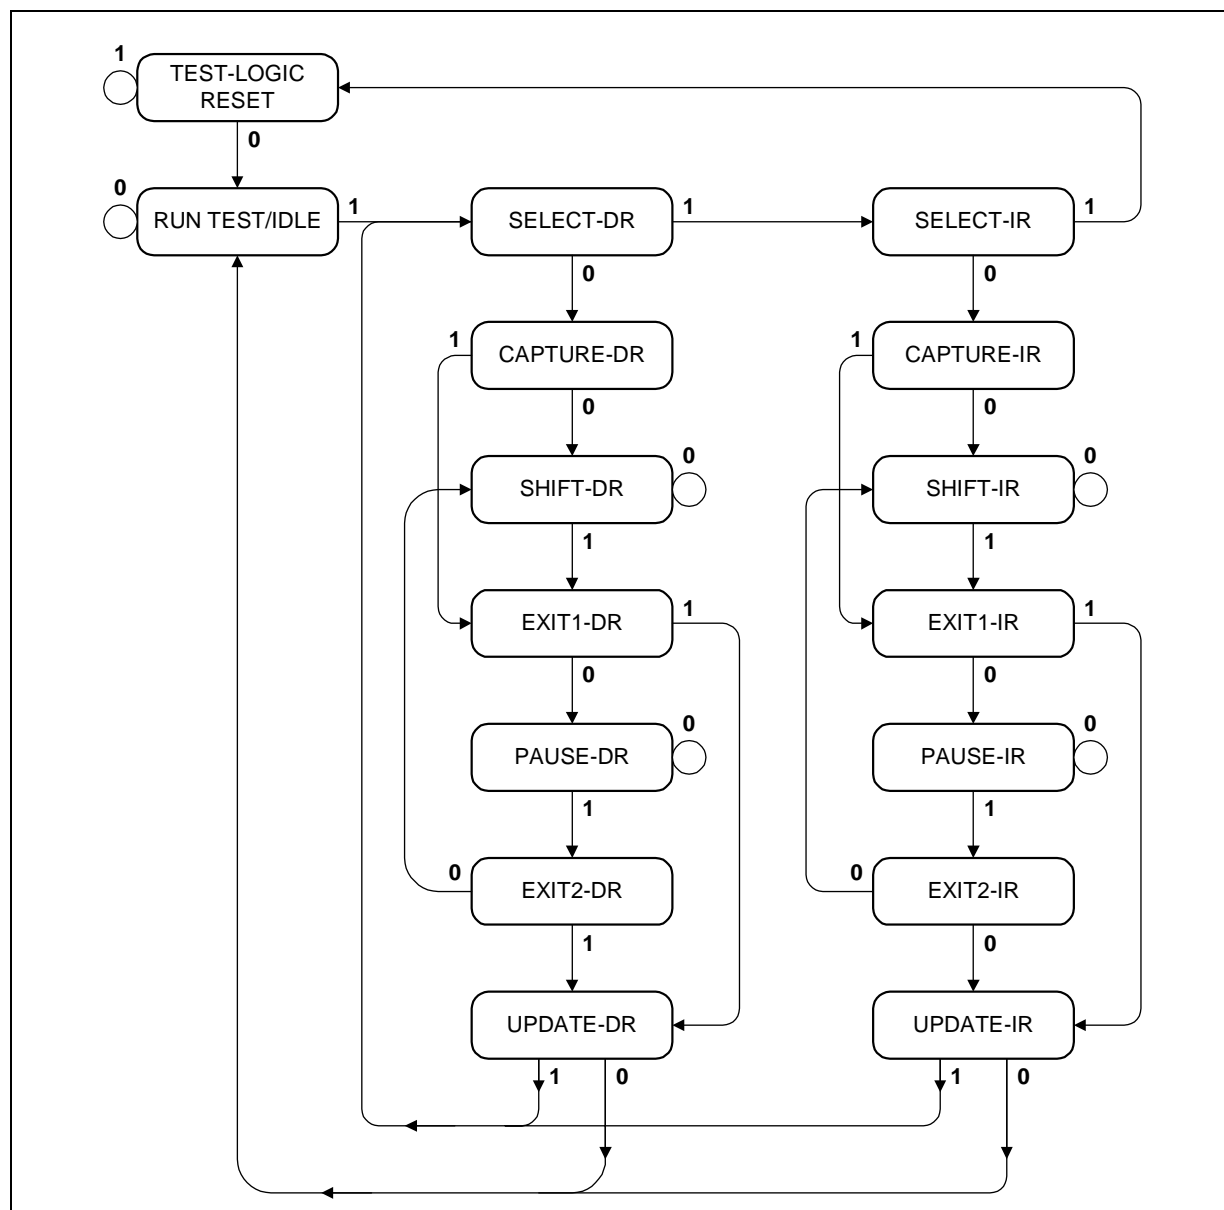 1
TEST-LOGIC
RESET
0
0
RUN TEST/IDLE
1
SELECT-DR
1
SELECT-IR
1
0
0
1
CAPTURE-DR
1
CAPTURE-IR
0
0
0
0
SHIFT-DR
SHIFT-IR
1
1
EXIT1-DR
1
EXIT1-IR
1
0
0
0
0
PAUSE-DR
PAUSE-IR
1
1
0
EXIT2-DR
0
EXIT2-IR
1
0
UPDATE-DR
UPDATE-IR
1
0
1
0